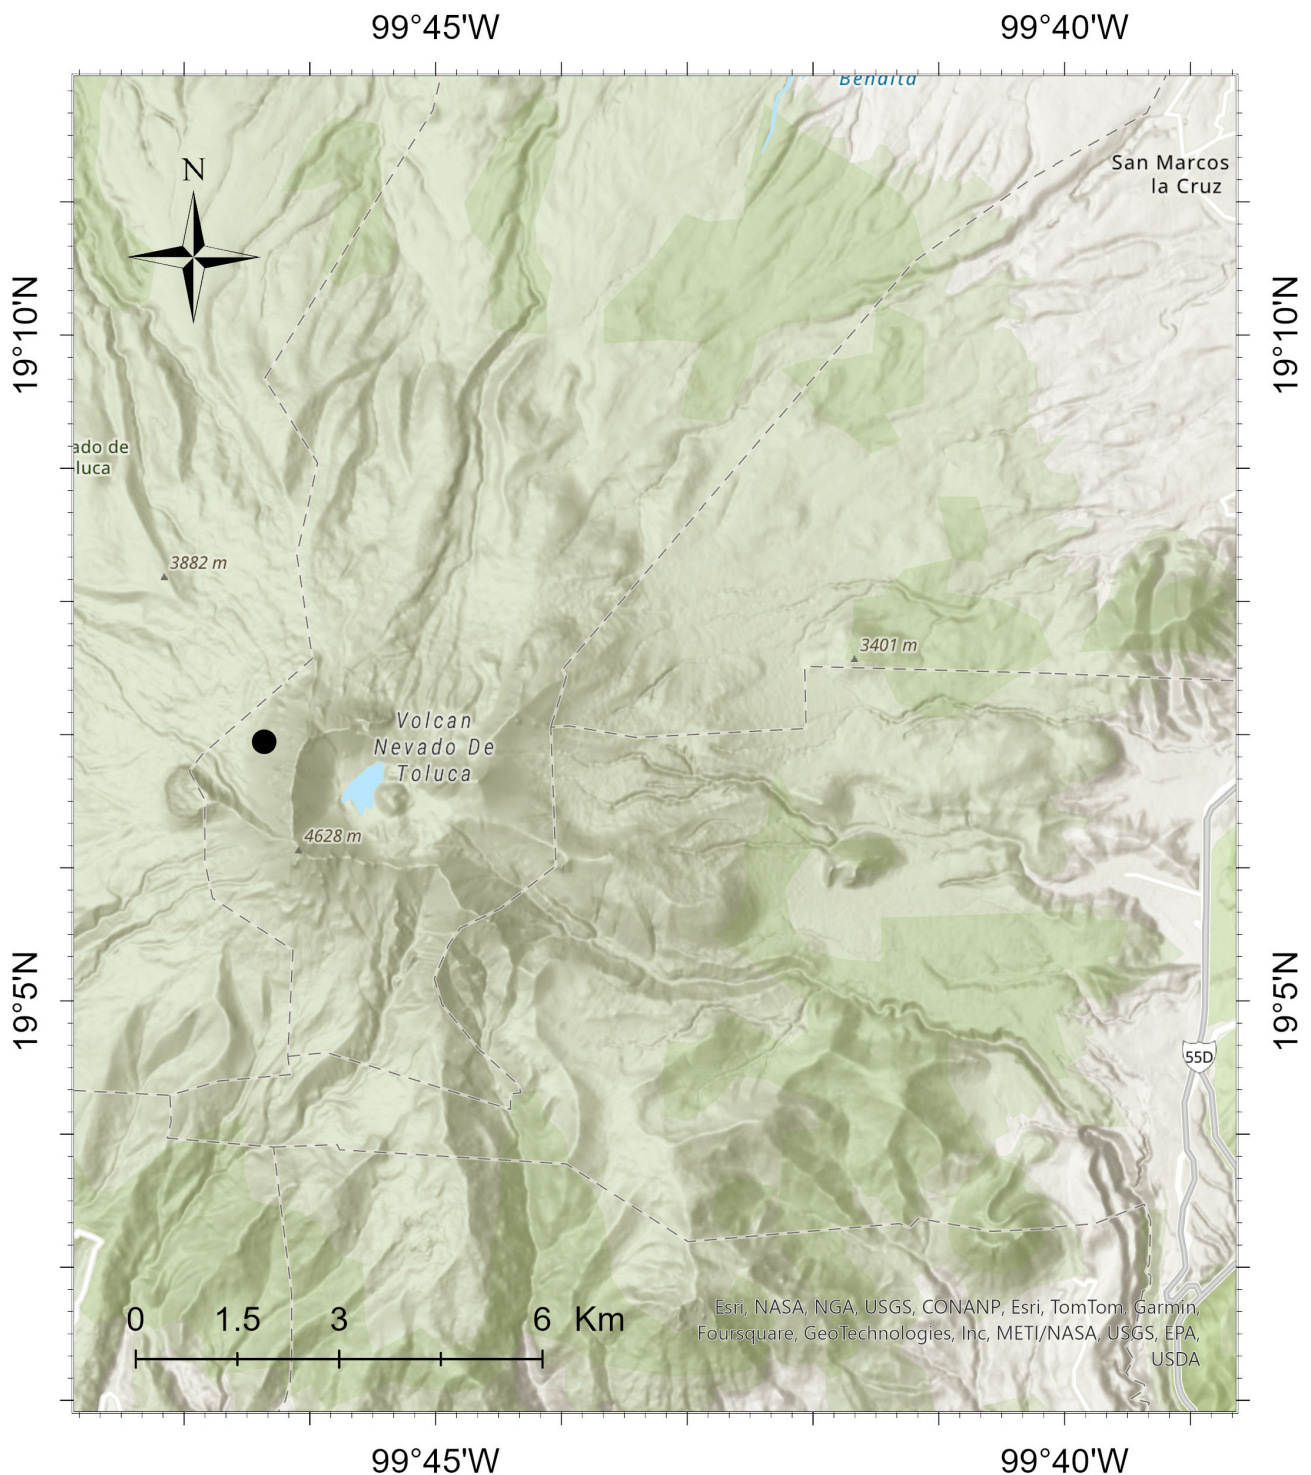 99°45'W
99°40'W
Bendita
N
San Marcos
la Cruz
19°10'N
19°10'N
ado de
luca
3882 m
3401 m
Volcan
Nevado De
Toluca
4628 m
19°5'N
19°5'N
55D
0 1.5 3 6 Km
Esri, NASA, NGA, USGS, CONANP, Esri, TomTom, Garmin,
Foursquare, GeoTechnologies, Inc, METI/NASA, USGS, EPA,
USDA
99°45'W
99°40'W